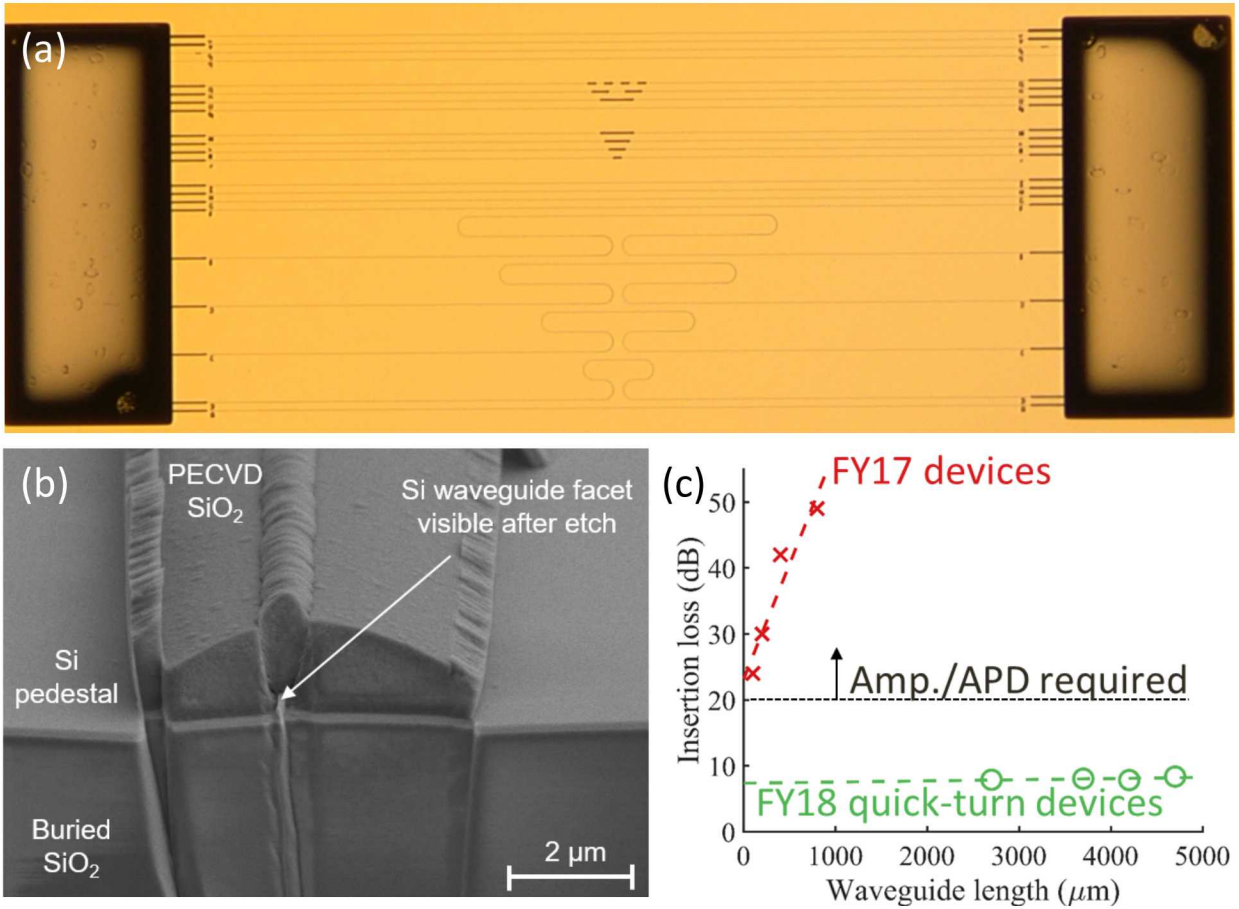 (a)
(b)
PECVD
SiO₂
Si waveguide facet
visible after etch
Si
pedestal
Buried
SiO₂
2 µm
(c)
FY17 devices
Amp./APD required
FY18 quick-turn devices
Insertion loss (dB)
50
40
30
20
10
0
0 1000 2000 3000 4000 5000
Waveguide length (µm)